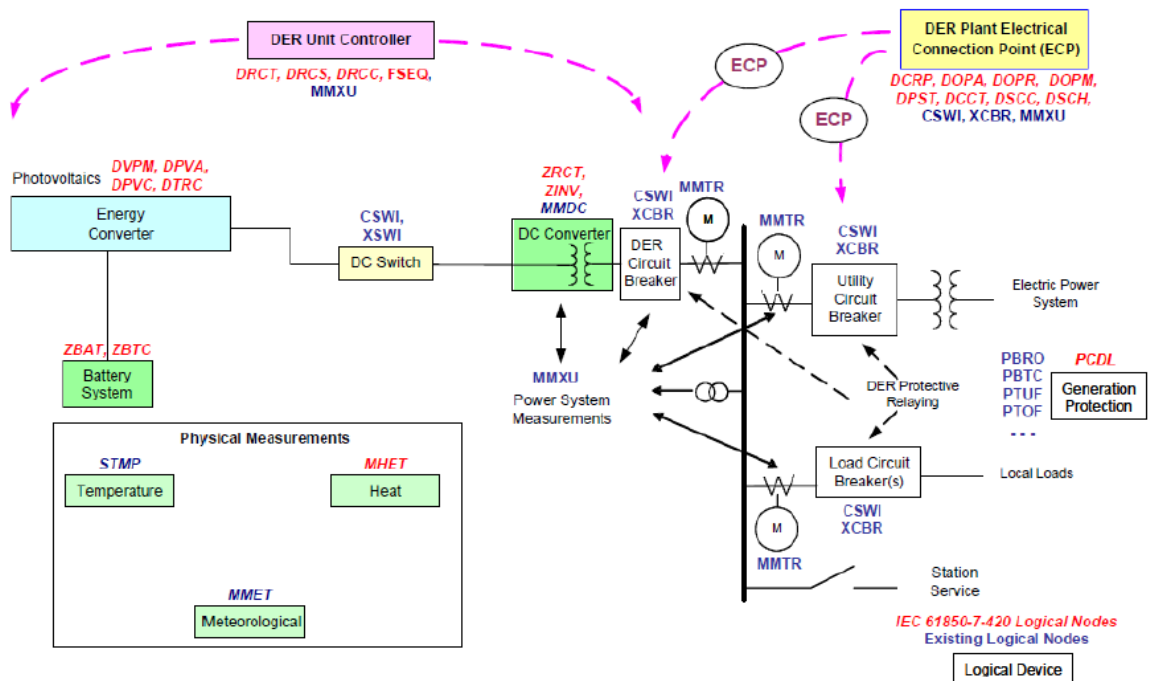 DER Unit Controller
DRCT, DRCS, DRCC, FSEQ,
MMXU
ECP
ECP
DER Plant Electrical
Connection Point (ECP)
DCRP, DOPA, DOPR, DOPM,
DPST, DCCT, DSCC, DSCH,
CSWI, XCBR, MMXU
Photovoltaics
DVPM, DPVA,
DPVC, DTRC
Energy
Converter
CSWI,
XSWI
DC Switch
ZRCT,
ZINV,
MMDC
DC Converter
CSWI
XCBR
DER
Circuit
Breaker
MMTR
M
MMTR
M
CSWI
XCBR
Utility
Circuit
Breaker
Electric Power
System
ZBAT, ZBTC
Battery
System
MMXU
Power System
Measurements
DER Protective
Relaying
PBRO
PBTC
PTUF
PTOF
- - -
PCDL
Generation
Protection
Physical Measurements
STMP
Temperature
MHET
Heat
MMET
Meteorological
Load Circuit
Breaker(s)
CSWI
XCBR
Local Loads
M
MMTR
Station
Service
IEC 61850-7-420 Logical Nodes
Existing Logical Nodes
Logical Device